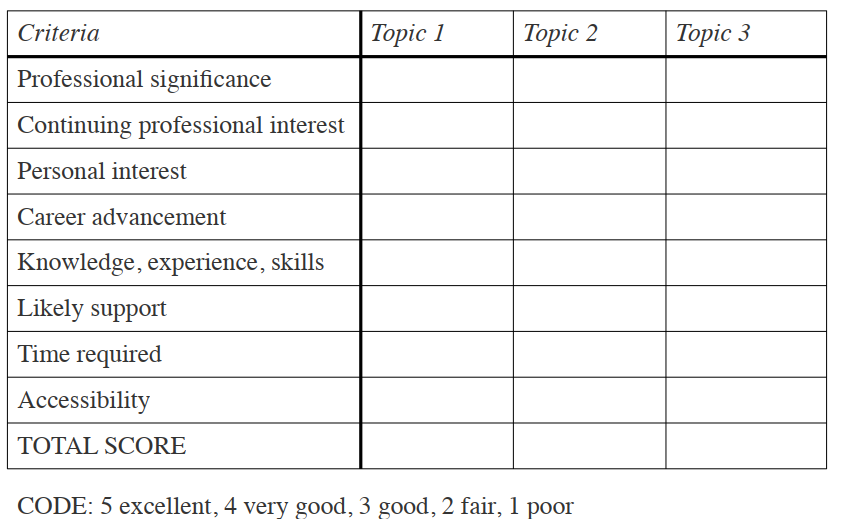 Criteria Topic 1 Topic 2 Topic 3
Professional significance
Continuing professional interest
Personal interest
Career advancement
Knowledge, experience, skills
Likely support
Time required
Accessibility
TOTAL SCORE
CODE: 5 excellent, 4 very good, 3 good, 2 fair, 1 poor